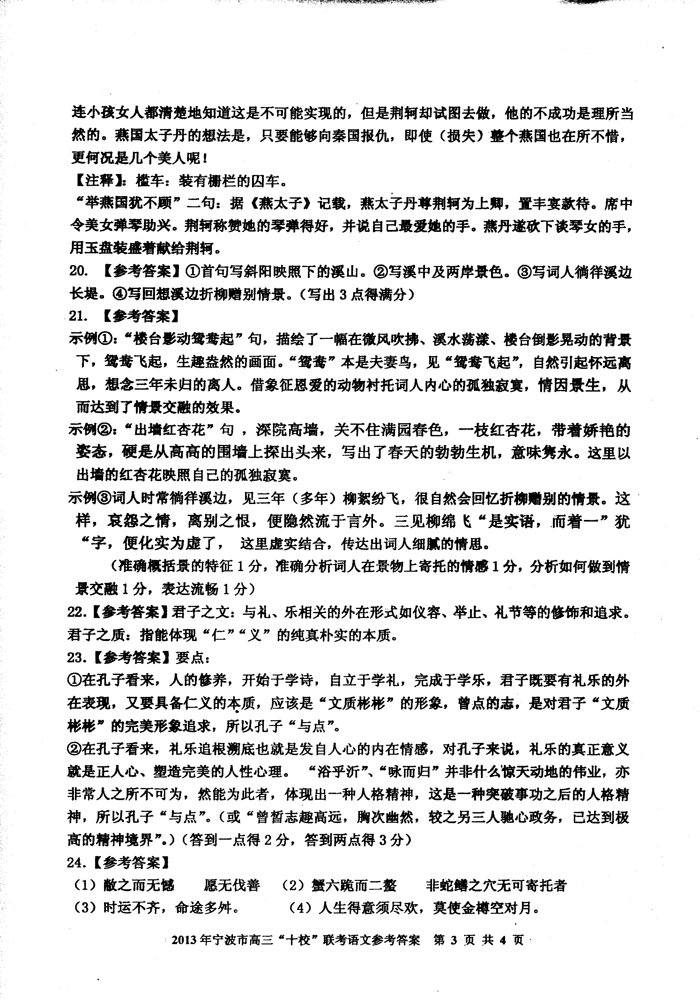 连小孩女人都清楚地知道这是不可能实现的，但是荆轲却试图去做，他的不成功是理所当
然的。燕国太子丹的想法是，只要能够向秦国报仇，即使（损失）整个燕国也在所不惜，
更何况是几个美人呢！
【注释】：槛车：装有栅栏的囚车。
“举燕国犹不顾”二句：据《燕太子》记载，燕太子丹尊荆轲为上卿，置丰宴款待。席中
令美女弹琴助兴。荆轲称赞她的琴弹得好，并说自己最爱她的手。燕丹遂砍下谈琴女的手，
用玉盘装盛着献给荆轲。
20. 【参考答案】①首句写斜阳映照下的溪山。②写溪中及两岸景色。③写词人徜徉溪边
长堤。④写回想溪边折柳赠别情景。（写出 3 点得满分）
21. 【参考答案】
示例①：“楼台影动鸳鸯起”句，描绘了一幅在微风吹拂、溪水荡漾、楼台倒影晃动的背景
下，鸳鸯飞起，生趣盎然的画面。“鸳鸯”本是夫妻鸟，见“鸳鸯飞起”，自然引起怀远离
思，想念三年未归的离人。借象征恩爱的动物衬托词人内心的孤独寂寞，情因景生，从
而达到了情景交融的效果。
示例②：“出墙红杏花”句 ，深院高墙，关不住满园春色，一枝红杏花，带着娇艳的
姿态，硬是从高高的围墙上探出头来，写出了春天的勃勃生机，意味隽永。这里以
出墙的红杏花映照自己的孤独寂寞。
示例③词人时常徜徉溪边，见三年（多年）柳絮纷飞，很自然会回忆折柳赠别的情景。这
样，哀怨之情，离别之恨，便隐然流于言外。三见柳绵飞“是实语，而着一”犹
“字，便化实为虚了， 这里虚实结合，传达出词人细腻的情思。
（准确概括景的特征 1 分，准确分析词人在景物上寄托的情感 1 分，分析如何做到情
景交融 1 分，表达流畅 1 分）
22.【参考答案】君子之文：与礼、乐相关的外在形式如仪容、举止、礼节等的修饰和追求。
君子之质：指能体现“仁”“义”的纯真朴实的本质。
23.【参考答案】要点：
①在孔子看来，人的修养，开始于学诗，自立于学礼，完成于学乐，君子既要有礼乐的外
在表现，又要具备仁义的本质，应该是“文质彬彬”的形象，曾点的志，是对君子“文质
彬彬”的完美形象追求，所以孔子“与点”。
②在孔子看来，礼乐追根溯底也就是发自人心的内在情感，对孔子来说，礼乐的真正意义
就是正人心、塑造完美的人性心理。 “浴乎沂”、“咏而归”并非什么惊天动地的伟业，亦
非常人之所不可为，然能为此者，体现出一种人格精神，这是一种突破事功之后的人格精
神，所以孔子“与点”。（或“曾皙志趣高远，胸次幽然，较之另三人驰心政务，已达到极
高的精神境界”。）（答到一点得 2 分，答到两点得 3 分）
24.【参考答案】
（1）敝之而无憾 愿无伐善 （2）蟹六跪而二螯 非蛇鳝之穴无可寄托者
（3）时运不齐，命途多舛。 （4）人生得意须尽欢，莫使金樽空对月。
2013 年宁波市高三“十校”联考语文参考答案 第 3 页 共 4 页